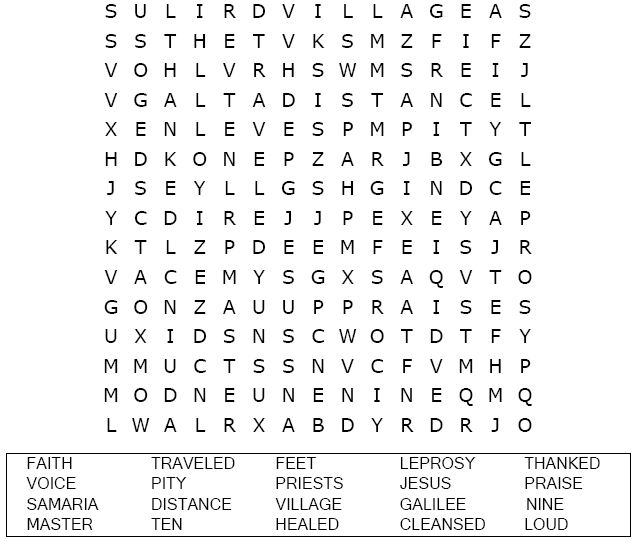 S U L I R D V I L L A G E A S
S S T H E T V K S M Z F I F Z
V O H L V R H S W M S R E I J
V G A L T A D I S T A N C E L
X E N L E V E S P M P I T Y T
H D K O N E P Z A R J B X G L
J S E Y L L G S H G I N D C E
Y C D I R E J J P E X E Y A P
K T L Z P D E E M F E I S J R
V A C E M Y S G X S A Q V T O
G O N Z A U U P P R A I S E S
U X I D S N S C W O T D T F Y
M M U C T S S N V C F V M H P
M O D N E U N E N I N E Q M Q
L W A L R X A B D Y R D R J O
FAITH TRAVELED FEET LEPROSY THANKED
VOICE PITY PRIESTS JESUS PRAISE
SAMARIA DISTANCE VILLAGE GALILEE NINE
MASTER TEN HEALED CLEANSED LOUD